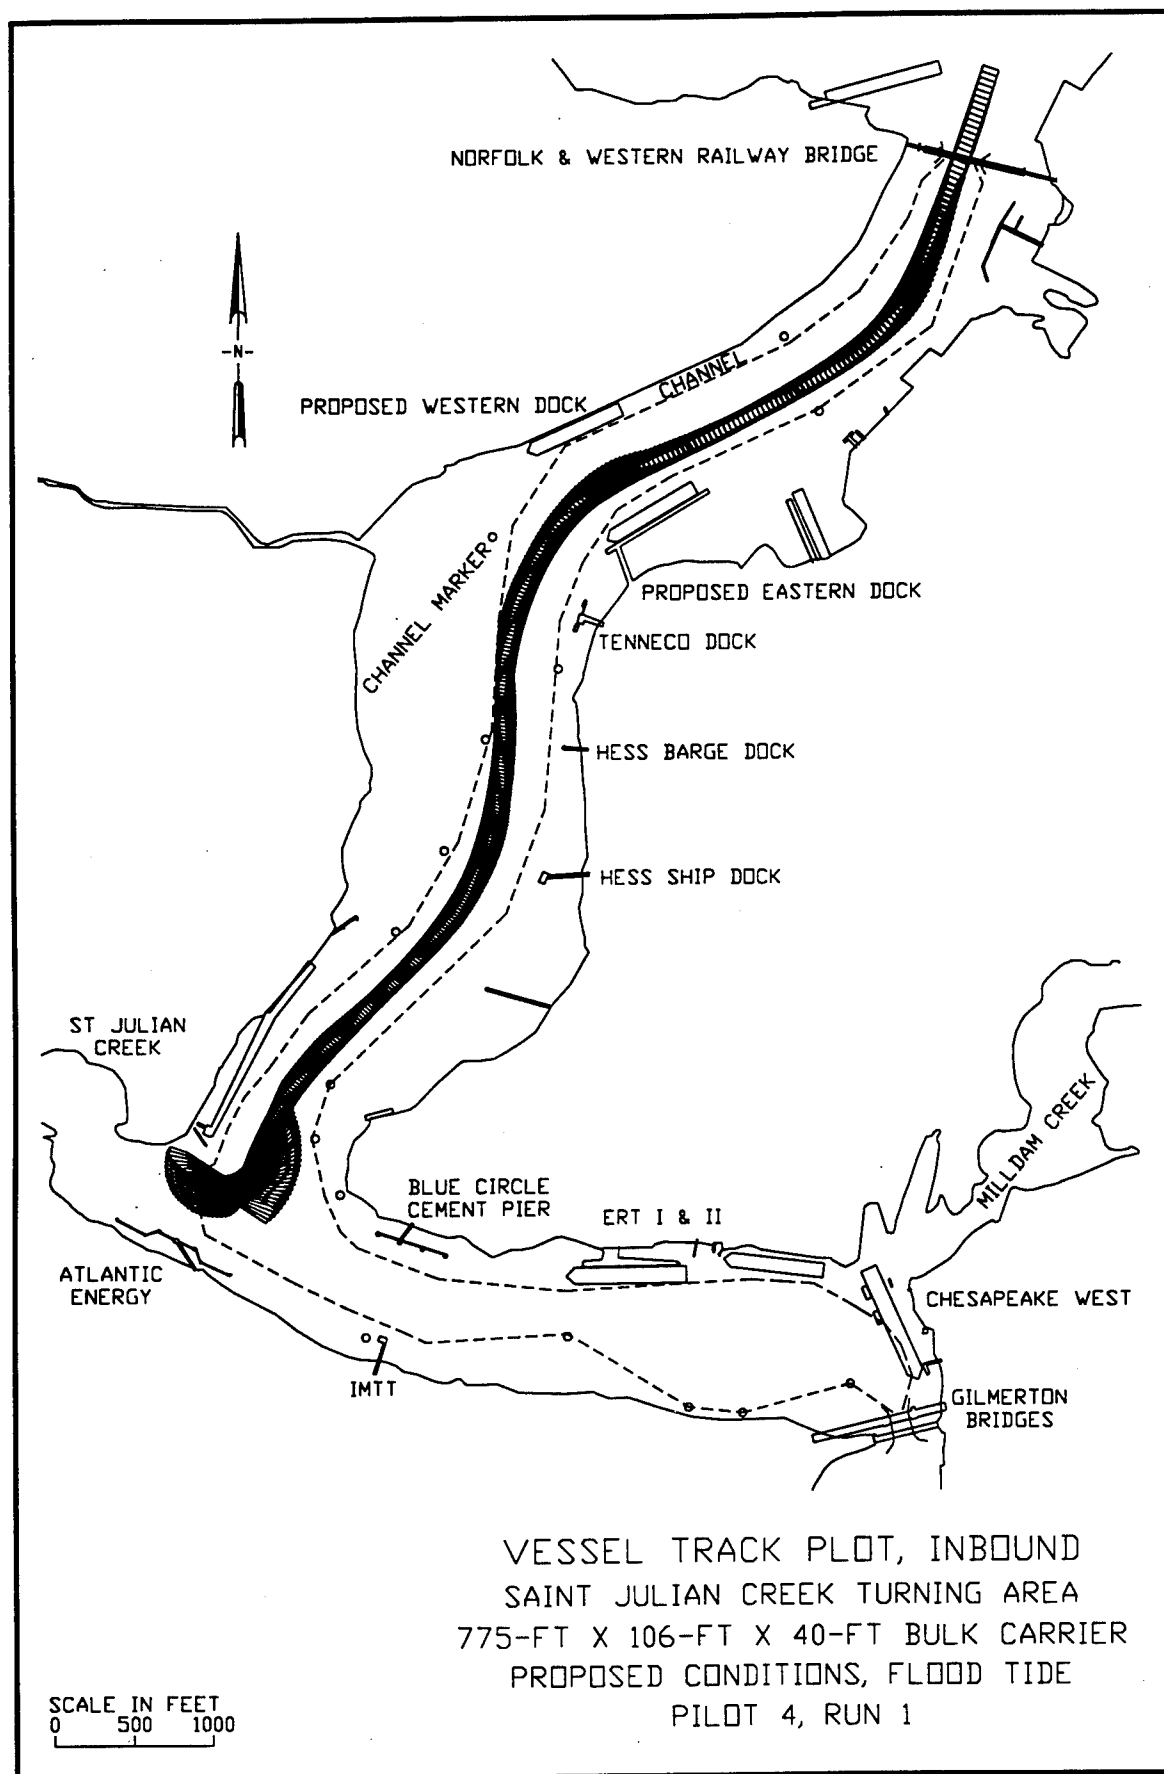 NORFOLK & WESTERN RAILWAY BRIDGE
-N-
CHANNEL
PROPOSED WESTERN DOCK
CHANNEL MARKER
PROPOSED EASTERN DOCK
TENNECO DOCK
HESS BARGE DOCK
HESS SHIP DOCK
ST JULIAN
CREEK
MILLDAM CREEK
BLUE CIRCLE
CEMENT PIER
ERT I & II
ATLANTIC
ENERGY
CHESAPEAKE WEST
IMTT
GILMERTON
BRIDGES
VESSEL TRACK PLOT, INBOUND
SAINT JULIAN CREEK TURNING AREA
775-FT X 106-FT X 40-FT BULK CARRIER
PROPOSED CONDITIONS, FLOOD TIDE
PILOT 4, RUN 1
SCALE IN FEET
0 500 1000